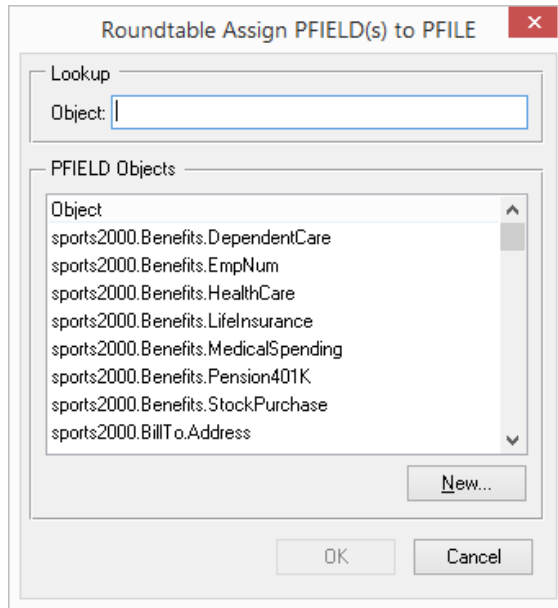 Roundtable Assign PFIELD(s) to PFILE
Lookup
Object:
PFIELD Objects
Object
sports2000.Benefits.DependentCare
sports2000.Benefits.EmpNum
sports2000.Benefits.HealthCare
sports2000.Benefits.LifeInsurance
sports2000.Benefits.MedicalSpending
sports2000.Benefits.Pension401K
sports2000.Benefits.StockPurchase
sports2000.BillTo.Address
New...
OK Cancel